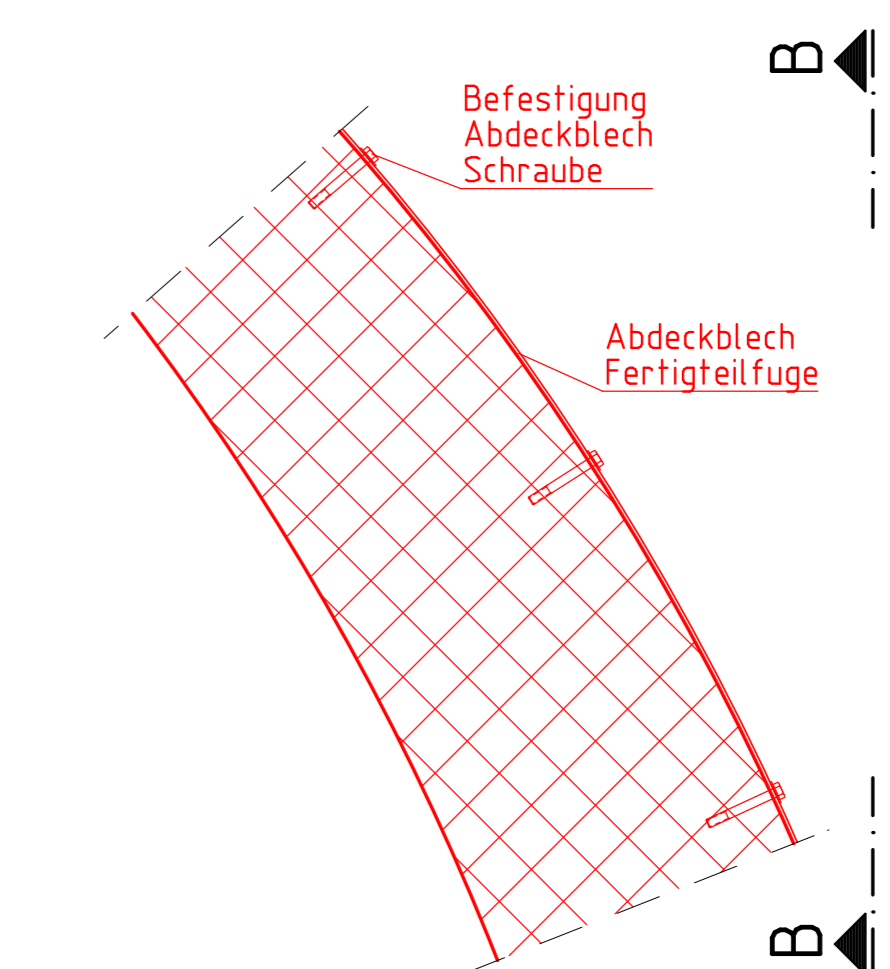 B
Befestigung
Abdeckblech
Schraube
Abdeckblech
Fertigteilfuge
B